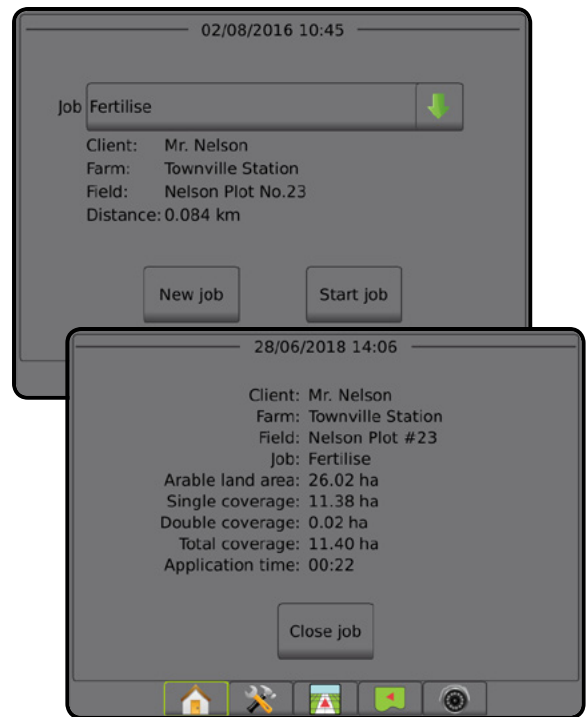 02/08/2016 10:45
Job Fertilise
Client: Mr. Nelson
Farm: Townville Station
Field: Nelson Plot No.23
Distance: 0.084 km
New job Start job
28/06/2018 14:06
Client: Mr. Nelson
Farm: Townville Station
Field: Nelson Plot #23
Job: Fertilise
Arable land area: 26.02 ha
Single coverage: 11.38 ha
Double coverage: 0.02 ha
Total coverage: 11.40 ha
Application time: 00:22
Close job